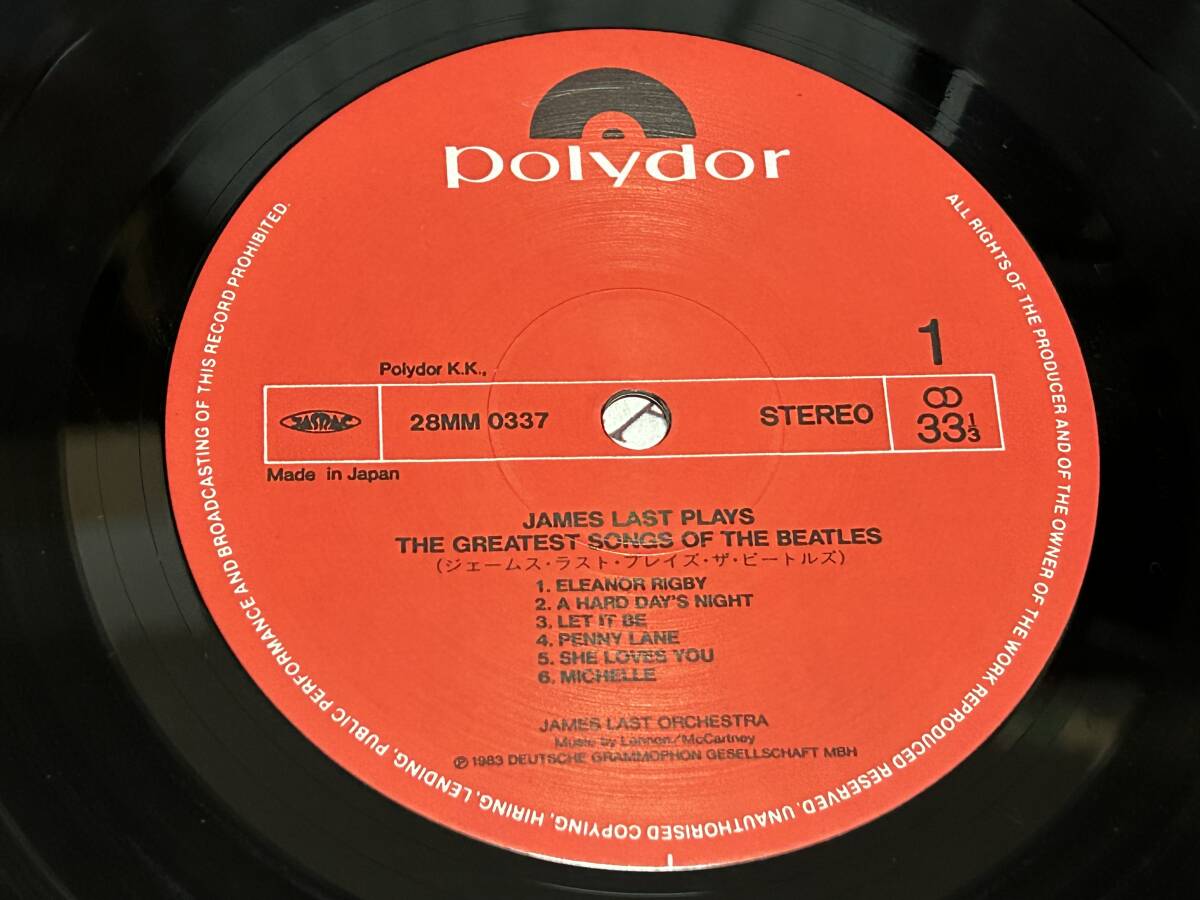 polydor
1
Polydor K.K.,
JASRAC
28MM 0337
STEREO
33 1/3
Made in Japan
JAMES LAST PLAYS
THE GREATEST SONGS OF THE BEATLES
(ジェームス・ラスト・プレイズ・ザ・ビートルズ)
1. ELEANOR RIGBY
2. A HARD DAY'S NIGHT
3. LET IT BE
4. PENNY LANE
5. SHE LOVES YOU
6. MICHELLE
JAMES LAST ORCHESTRA
Music by Lennon/McCartney
℗ 1983 DEUTSCHE GRAMMOPHON GESELLSCHAFT MBH
ALL RIGHTS OF THE PRODUCER AND OF THE OWNER OF THE WORK REPRODUCED RESERVED. UNAUTHORISED COPYING, HIRING, LENDING, PUBLIC PERFORMANCE AND BROADCASTING OF THIS RECORD PROHIBITED.